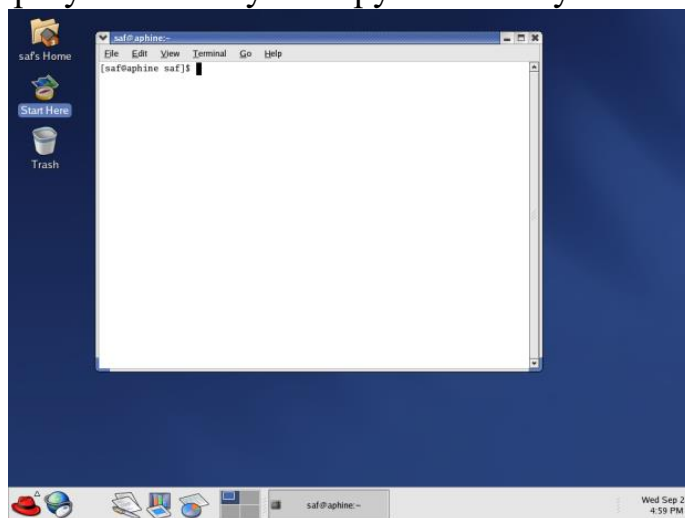 saf's Home
Start Here
Trash
saf@aphine:~
File Edit View Terminal Go Help
[saf@aphine saf]$
saf@aphine:~
Wed Sep 2
4:59 PM